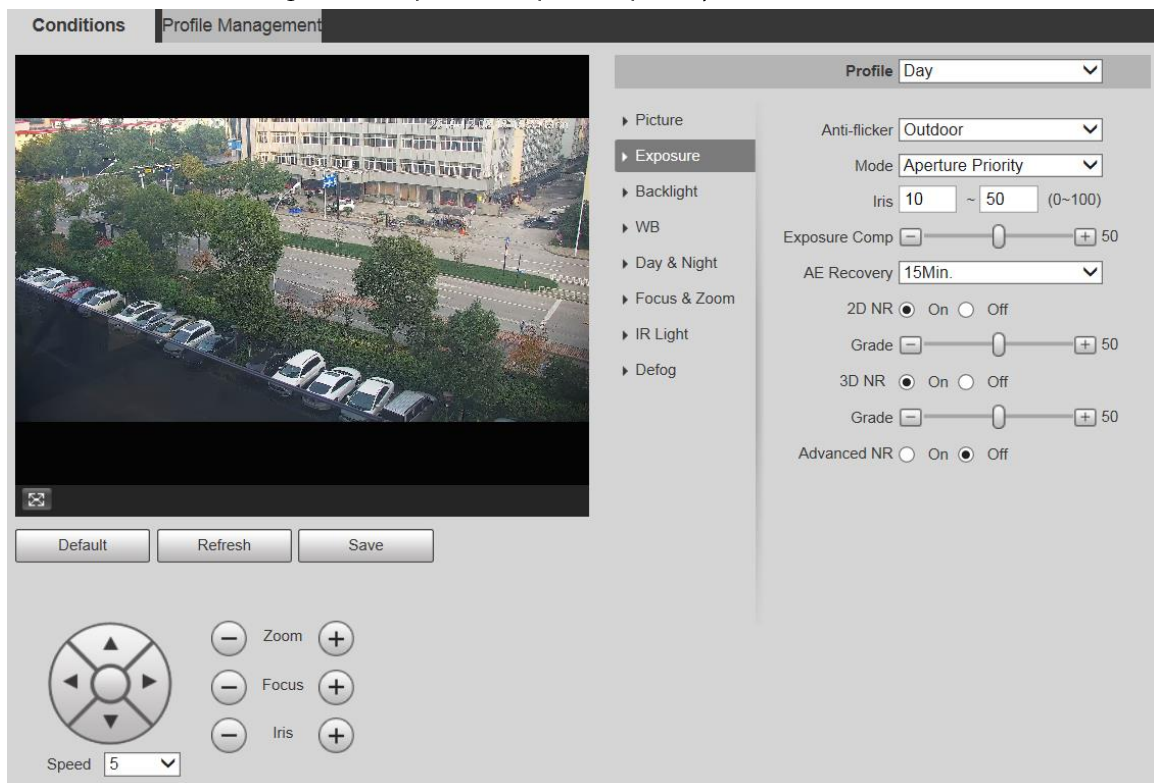 Conditions
Profile Management
Profile Day
Picture
Exposure
Backlight
WB
Day & Night
Focus & Zoom
IR Light
Defog
Anti-flicker Outdoor
Mode Aperture Priority
Iris 10 ~ 50 (0~100)
Exposure Comp 50
AE Recovery 15Min.
2D NR On Off
Grade 50
3D NR On Off
Grade 50
Advanced NR On Off
Default Refresh Save
Zoom
Focus
Iris
Speed 5